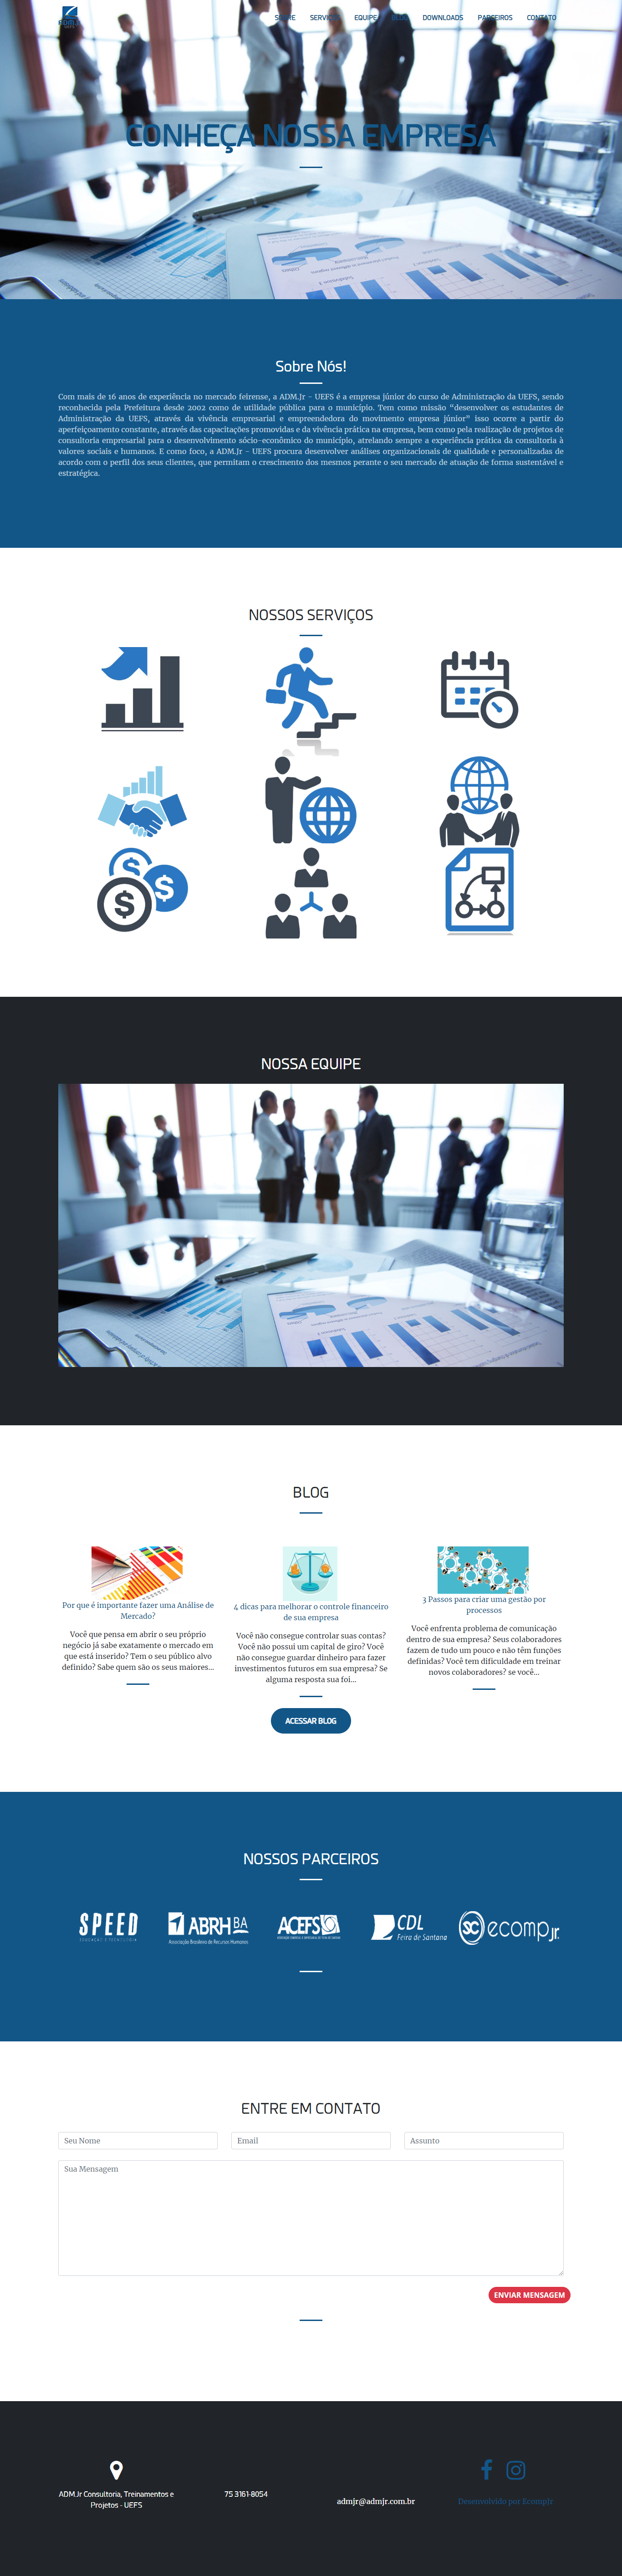 SOBRE SERVIÇOS EQUIPE BLOG DOWNLOADS PARCEIROS CONTATO
CONHEÇA NOSSA EMPRESA
Sobre Nós!
Com mais de 16 anos de experiência no mercado feirense, a ADM.Jr - UEFS é a empresa júnior do curso de Administração da UEFS, sendo
reconhecida pela Prefeitura desde 2002 como de utilidade pública para o município. Tem como missão “desenvolver os estudantes de
Administração da UEFS, através da vivência empresarial e empreendedora do movimento empresa júnior” isso ocorre a partir do
aperfeiçoamento constante, através das capacitações promovidas e da vivência prática na empresa, bem como pela realização de projetos de
consultoria empresarial para o desenvolvimento sócio-econômico do município, atrelando sempre a experiência prática da consultoria à
valores sociais e humanos. E como foco, a ADM.Jr - UEFS procura desenvolver análises organizacionais de qualidade e personalizadas de
acordo com o perfil dos seus clientes, que permitam o crescimento dos mesmos perante o seu mercado de atuação de forma sustentável e
estratégica.
NOSSOS SERVIÇOS
NOSSA EQUIPE
BLOG
Por que é importante fazer uma Análise de
Mercado?
Você que pensa em abrir o seu próprio
negócio já sabe exatamente o mercado em
que está inserido? Tem o seu público alvo
definido? Sabe quem são os seus maiores...
4 dicas para melhorar o controle financeiro
de sua empresa
Você não consegue controlar suas contas?
Você não possui um capital de giro? Você
não consegue guardar dinheiro para fazer
investimentos futuros em sua empresa? Se
alguma resposta sua foi...
3 Passos para criar uma gestão por
processos
Você enfrenta problema de comunicação
dentro de sua empresa? Seus colaboradores
fazem de tudo um pouco e não têm funções
definidas? Você tem dificuldade em treinar
novos colaboradores? se você...
ACESSAR BLOG
NOSSOS PARCEIROS
SPEED
EDUCAÇÃO E TECNOLOGIA
ABRH BA
Associação Brasileira de Recursos Humanos
ACEFS
CDL
Feira de Santana
ecomp jr.
ENTRE EM CONTATO
Seu Nome
Email
Assunto
Sua Mensagem
ENVIAR MENSAGEM
ADM.Jr Consultoria, Treinamentos e
Projetos - UEFS
75 3161-8054
admjr@admjr.com.br
Desenvolvido por EcompJr